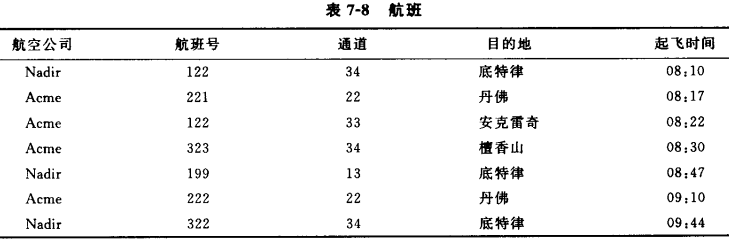 表 7-8 航班
航空公司 航班号 通道 目的地 起飞时间
Nadir 122 34 底特律 08:10
Acme 221 22 丹佛 08:17
Acme 122 33 安克雷奇 08:22
Acme 323 34 檀香山 08:30
Nadir 199 13 底特律 08:47
Acme 222 22 丹佛 09:10
Nadir 322 34 底特律 09:44